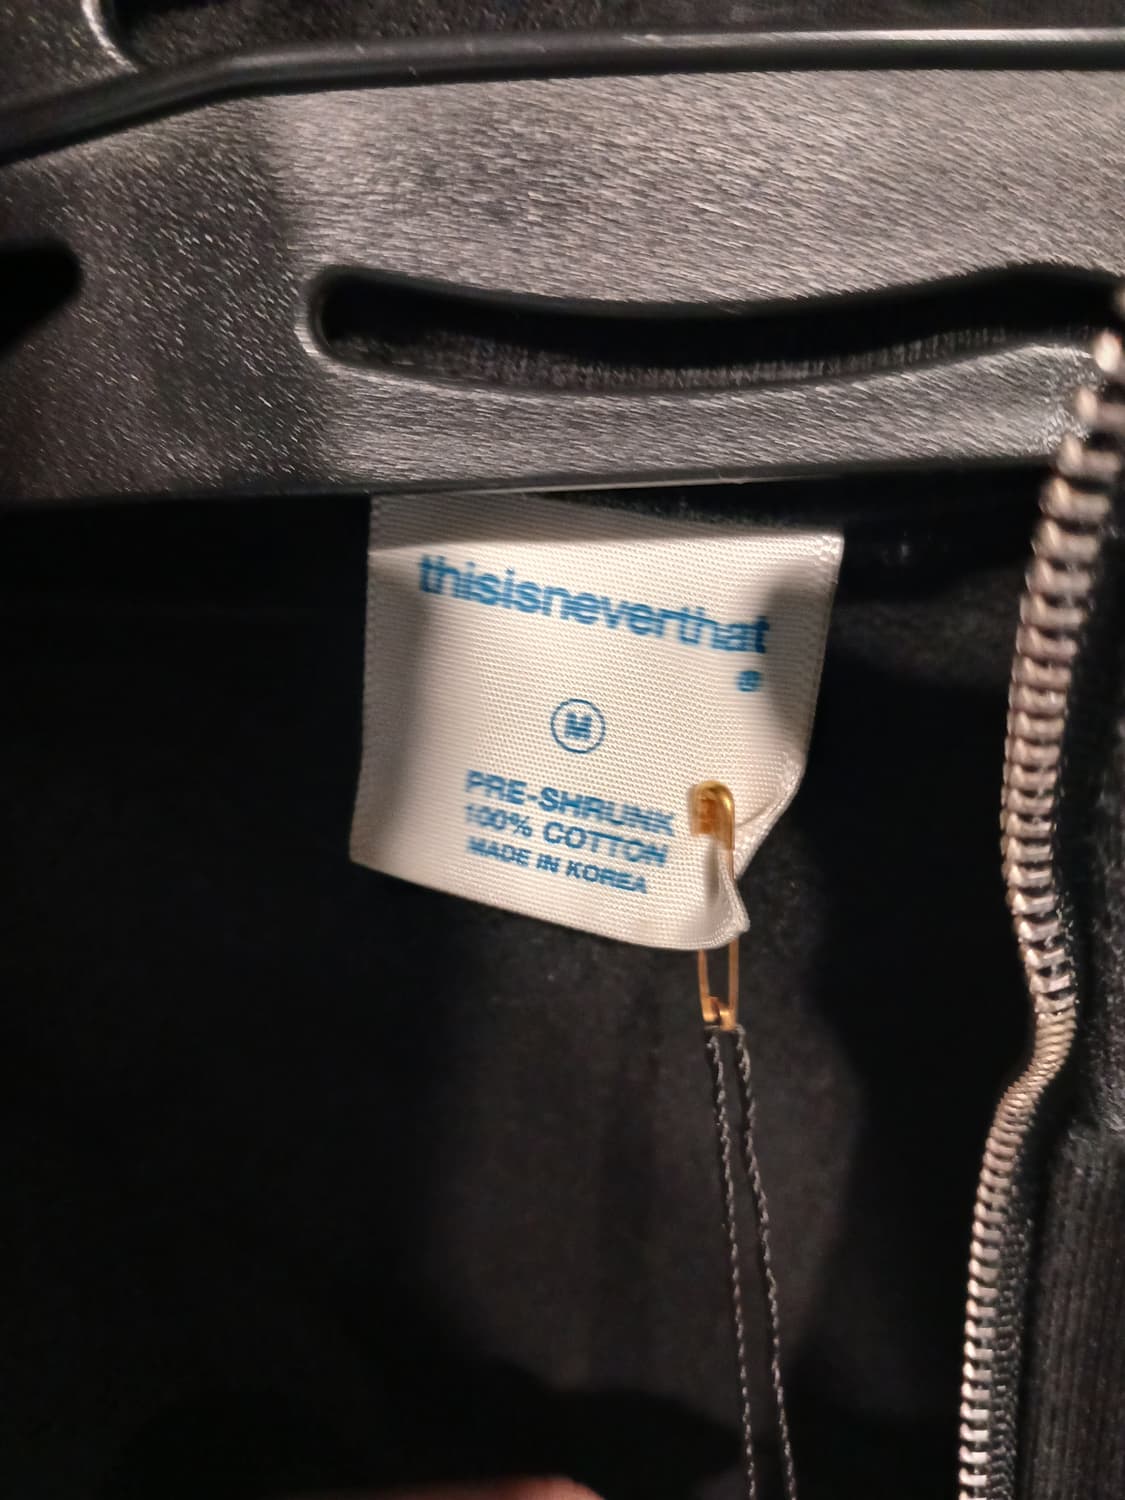 thisisneverthat
®
M
PRE-SHRUNK
100% COTTON
MADE IN KOREA